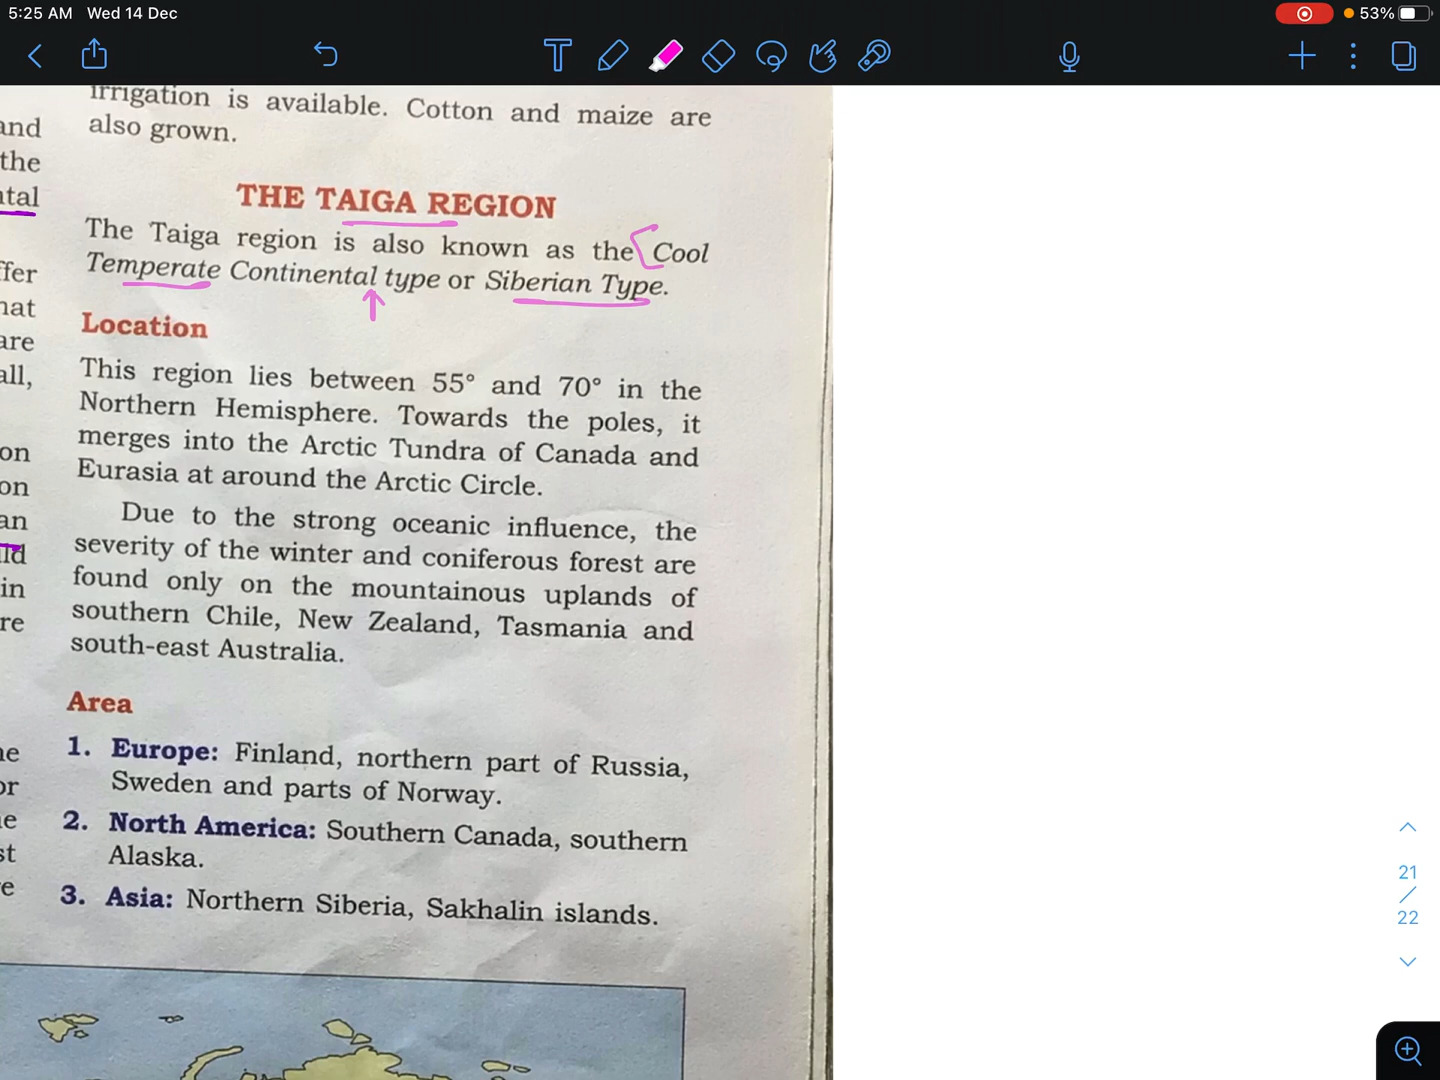 5:25 AM Wed 14 Dec
53%
irrigation is available. Cotton and maize are
also grown.
THE TAIGA REGION
The Taiga region is also known as the Cool
Temperate Continental type or Siberian Type.
Location
This region lies between 55° and 70° in the
Northern Hemisphere. Towards the poles, it
merges into the Arctic Tundra of Canada and
Eurasia at around the Arctic Circle.
Due to the strong oceanic influence, the
severity of the winter and coniferous forest are
found only on the mountainous uplands of
southern Chile, New Zealand, Tasmania and
south-east Australia.
Area
1. Europe: Finland, northern part of Russia,
Sweden and parts of Norway.
2. North America: Southern Canada, southern
Alaska.
3. Asia: Northern Siberia, Sakhalin islands.
21
/
22